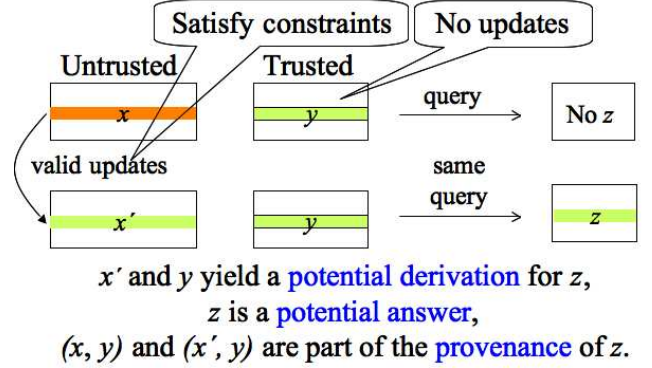 Satisfy constraints
No updates
Untrusted
Trusted
x
y
query
No z
valid updates
same
query
x´
y
z
x´ and y yield a potential derivation for z,
z is a potential answer,
(x, y) and (x´, y) are part of the provenance of z.